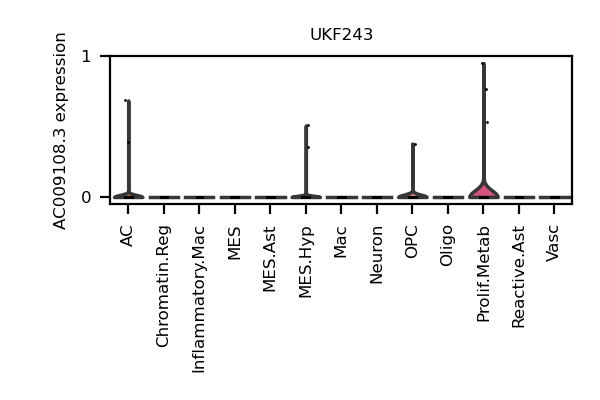 UKF243
AC009108.3 expression
1
0
AC
Chromatin.Reg
Inflammatory.Mac
MES
MES.Ast
MES.Hyp
Mac
Neuron
OPC
Oligo
Prolif.Metab
Reactive.Ast
Vasc